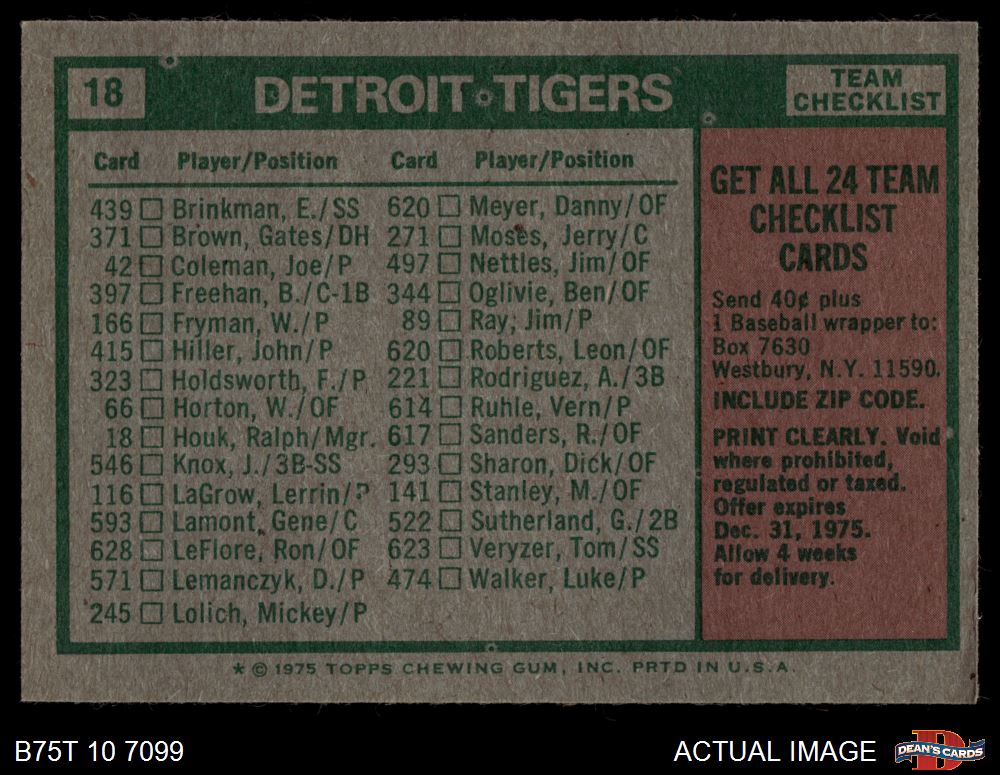 18
DETROIT TIGERS
TEAM
CHECKLIST
Card Player/Position Card Player/Position
439 Brinkman, E./SS 620 Meyer, Danny/OF
371 Brown, Gates/DH 271 Moses, Jerry/C
42 Coleman, Joe/P 497 Nettles, Jim/OF
397 Freehan, B./C-1B 344 Oglivie, Ben/OF
166 Fryman, W./P 89 Ray, Jim/P
415 Hiller, John/P 620 Roberts, Leon/OF
323 Holdsworth, F./P 221 Rodriguez, A./3B
66 Horton, W./OF 614 Ruhle, Vern/P
18 Houk, Ralph/Mgr. 617 Sanders, R./OF
546 Knox, J./3B-SS 293 Sharon, Dick/OF
116 LaGrow, Lerrin/P 141 Stanley, M./OF
593 Lamont, Gene/C 522 Sutherland, G./2B
628 LeFlore, Ron/OF 623 Veryzer, Tom/SS
571 Lemanczyk, D./P 474 Walker, Luke/P
245 Lolich, Mickey/P
GET ALL 24 TEAM
CHECKLIST
CARDS
Send 40¢ plus
1 Baseball wrapper to:
Box 7630
Westbury, N.Y. 11590.
INCLUDE ZIP CODE.
PRINT CLEARLY. Void
where prohibited,
regulated or taxed.
Offer expires
Dec. 31, 1975.
Allow 4 weeks
for delivery.
* © 1975 TOPPS CHEWING GUM, INC. PRTD IN U.S.A.
B75T 10 7099
ACTUAL IMAGE
DEAN'S CARDS